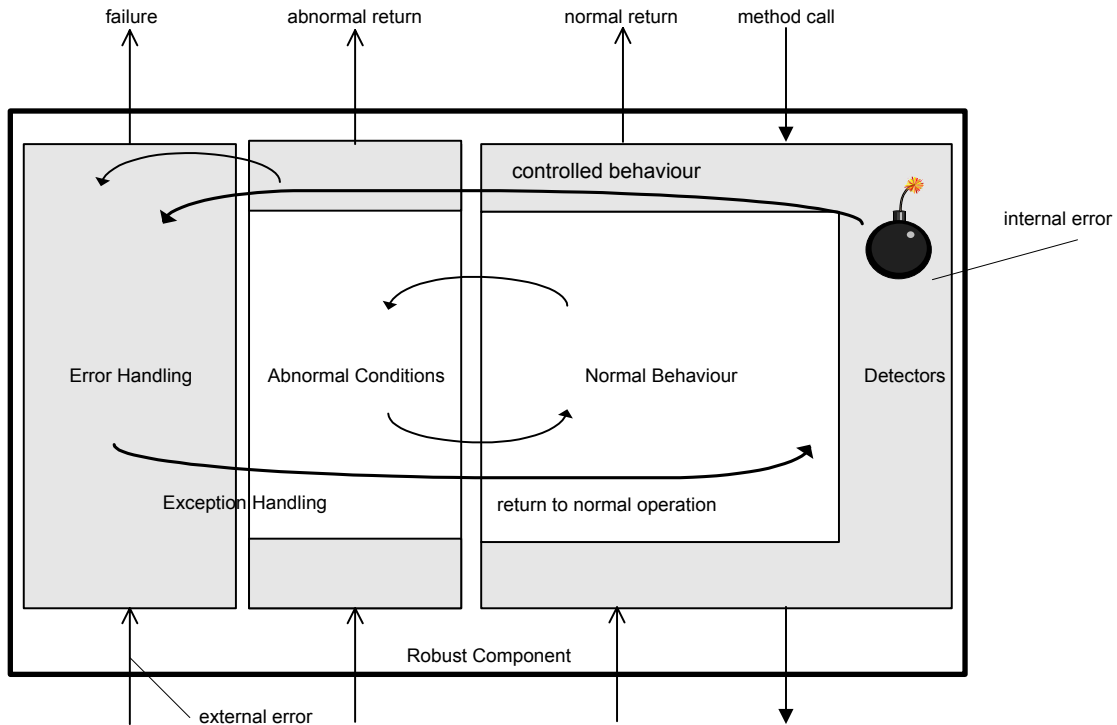 failure
abnormal return
normal return
method call
controlled behaviour
internal error
Error Handling
Abnormal Conditions
Normal Behaviour
Detectors
Exception Handling
return to normal operation
Robust Component
external error